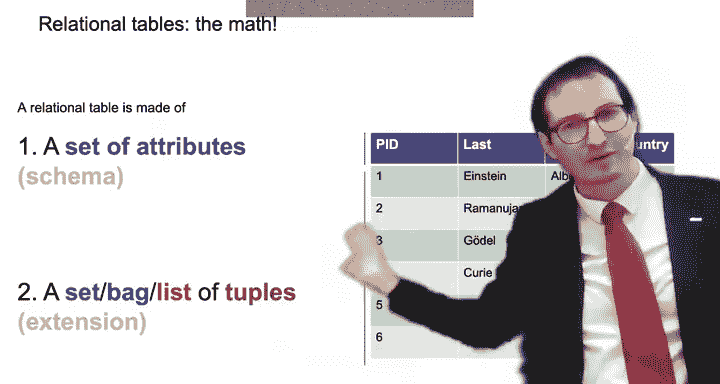 Relational tables: the math!
A relational table is made of
1. A set of attributes
(schema)
2. A set/bag/list of tuples
(extension)
PID Last
1 Einstein
2
3 Gödel
Curie
5
6